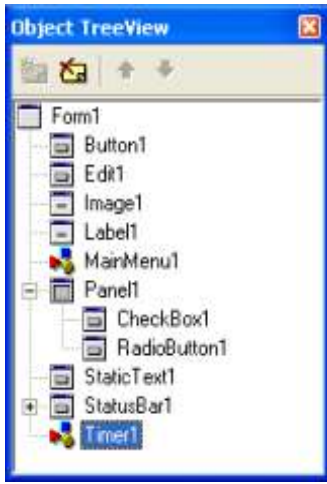 Object TreeView
Form1
Button1
Edit1
Image1
Label1
MainMenu1
Panel1
CheckBox1
RadioButton1
StaticText1
StatusBar1
Timer1